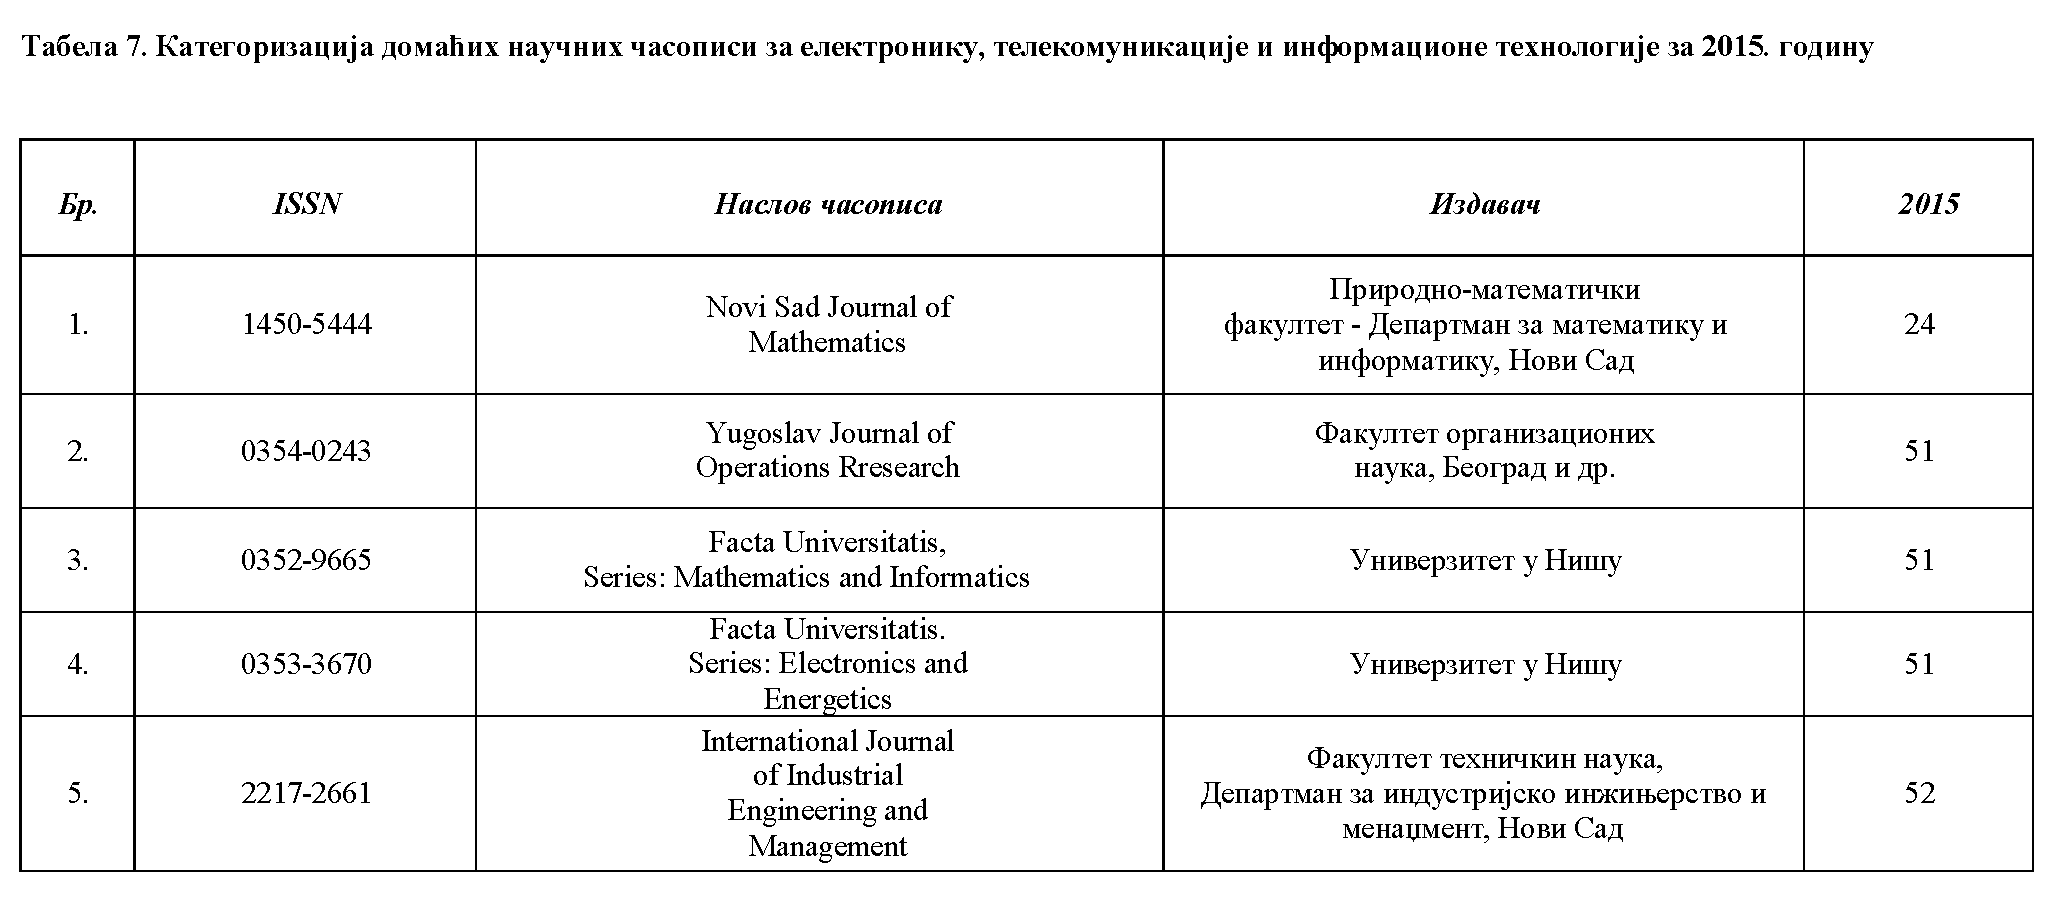 Табела 7. Категоризација домаћих научних часописи за електронику, телекомуникације и информационе технологије за 2015. годину
Бр.
ISSN
Наслов часописа
Издавач
2015
1.
1450-5444
Novi Sad Journal of
Mathematics
Природно-математички
факултет - Департман за математику и
информатику, Нови Сад
24
2.
0354-0243
Yugoslav Journal of
Operations Rresearch
Факултет организационих
наука, Београд и др.
51
3.
0352-9665
Facta Universitatis,
Series: Mathematics and Informatics
Универзитет у Нишу
51
4.
0353-3670
Facta Universitatis.
Series: Electronics and
Energetics
Универзитет у Нишу
51
5.
2217-2661
International Journal
of Industrial
Engineering and
Management
Факултет техничкин наука,
Департман за индустријско инжињерство и
менаџмент, Нови Сад
52